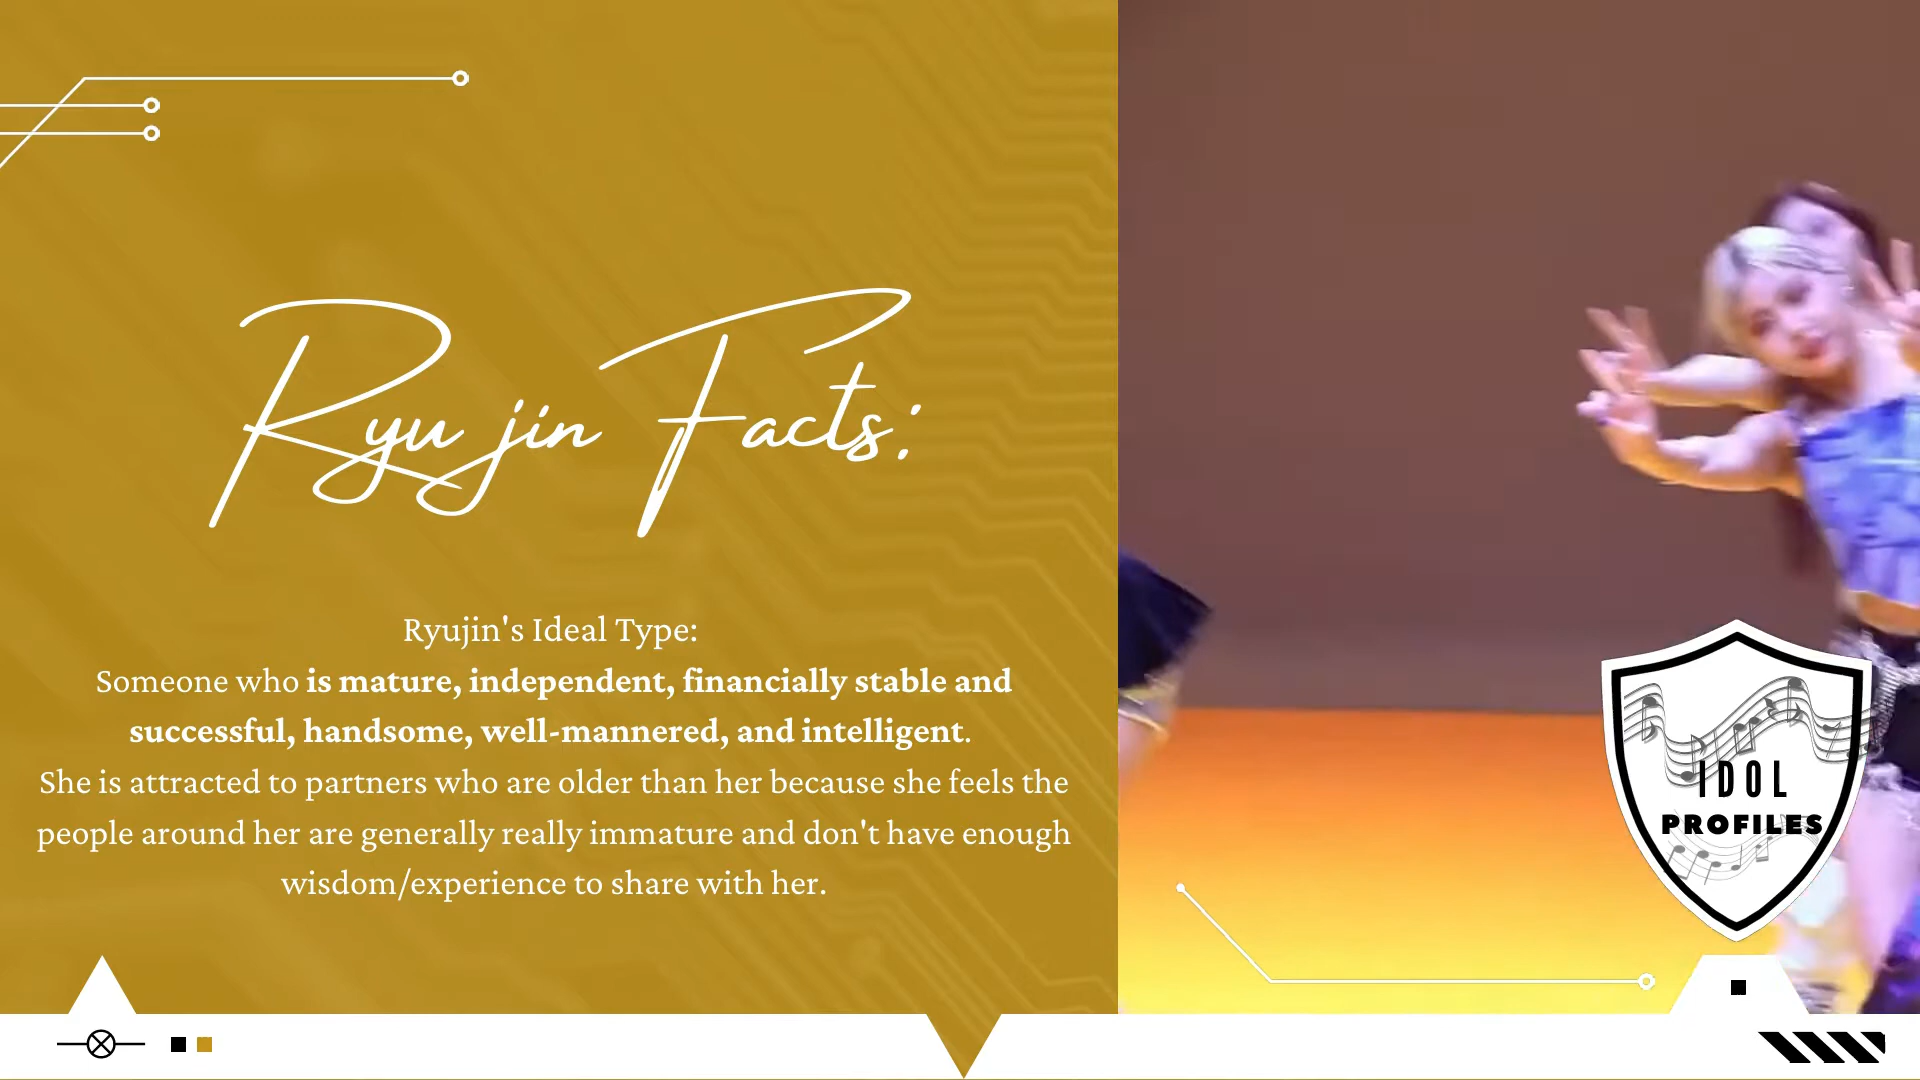 Ryujin Facts:
Ryujin's Ideal Type:
Someone who is mature, independent, financially stable and
successful, handsome, well-mannered, and intelligent.
She is attracted to partners who are older than her because she feels the
people around her are generally really immature and don't have enough
wisdom/experience to share with her.
IDOL
PROFILES